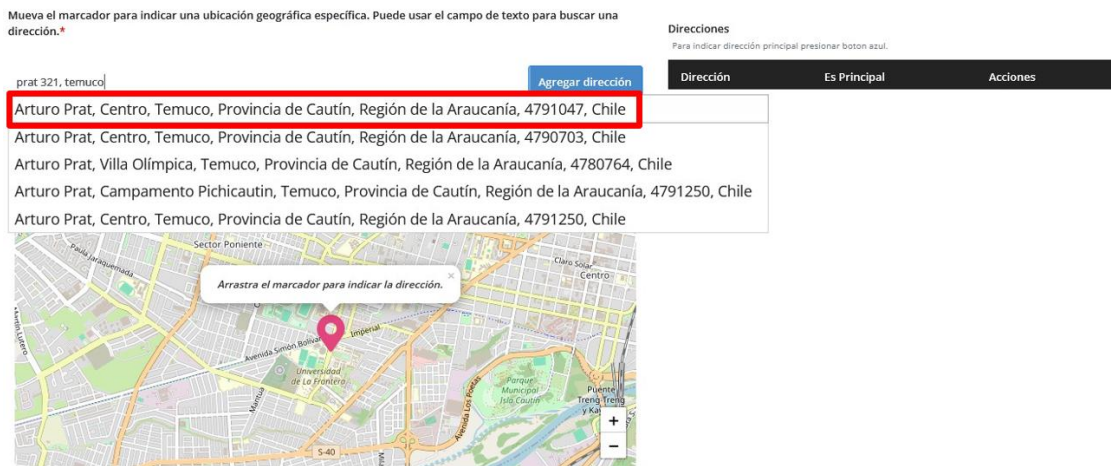 Mueva el marcador para indicar una ubicación geográfica específica. Puede usar el campo de texto para buscar una
dirección.*
Direcciones
Para indicar dirección principal presionar boton azul.
prat 321, temuco
Agregar dirección
Dirección Es Principal Acciones
Arturo Prat, Centro, Temuco, Provincia de Cautín, Región de la Araucanía, 4791047, Chile
Arturo Prat, Centro, Temuco, Provincia de Cautín, Región de la Araucanía, 4790703, Chile
Arturo Prat, Villa Olímpica, Temuco, Provincia de Cautín, Región de la Araucanía, 4780764, Chile
Arturo Prat, Campamento Pichicautin, Temuco, Provincia de Cautín, Región de la Araucanía, 4791250, Chile
Arturo Prat, Centro, Temuco, Provincia de Cautín, Región de la Araucanía, 4791250, Chile
Sector Poniente
Paula Jaraquemada
Claro Solar
Centro
Arrastra el marcador para indicar la dirección.
×
Martín Lutero
Imperial
Avenida Simón Bolívar
Universidad
de La Frontera
Mantua
Avenida Los Poetas
Parque
Municipal
Isla Cautín
Puente
Treng Treng
y Kay
+
−
S-40